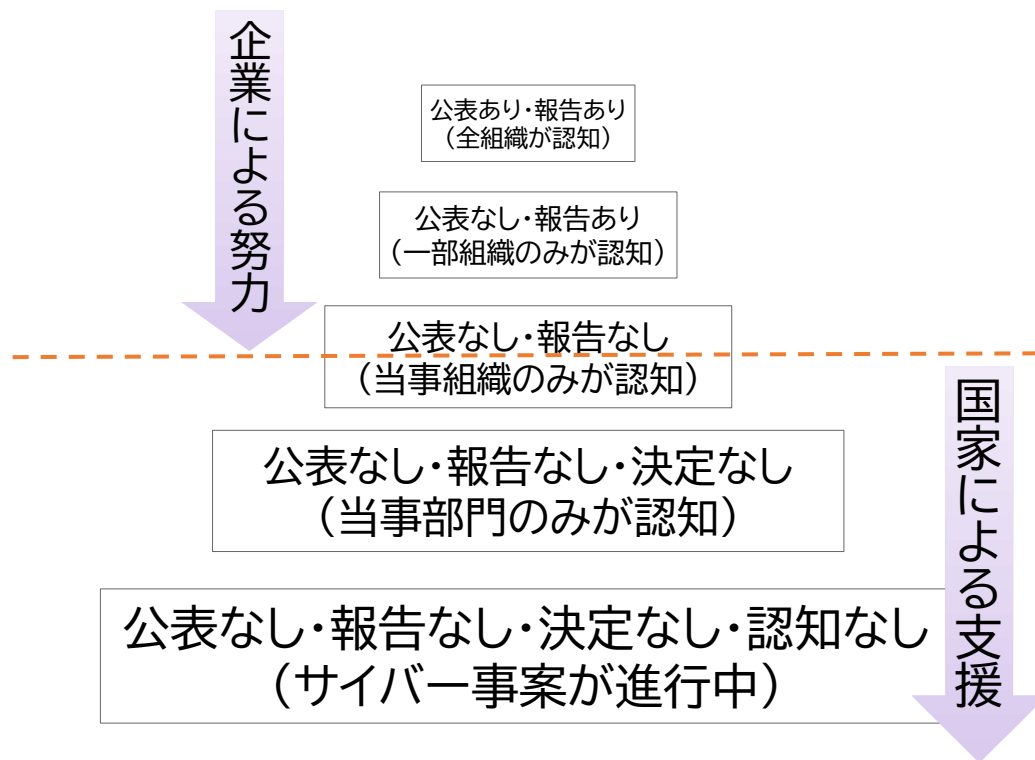 企業による努力
公表あり・報告あり
（全組織が認知）
公表なし・報告あり
（一部組織のみが認知）
公表なし・報告なし
（当事組織のみが認知）
国家による支援
公表なし・報告なし・決定なし
（当事部門のみが認知）
公表なし・報告なし・決定なし・認知なし
（サイバー事案が進行中）